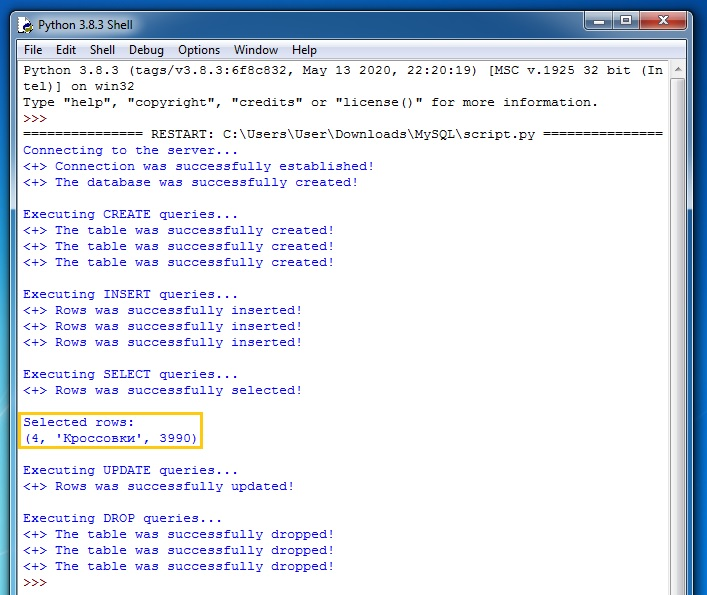 Python 3.8.3 Shell
File Edit Shell Debug Options Window Help
Python 3.8.3 (tags/v3.8.3:6f8c832, May 13 2020, 22:20:19) [MSC v.1925 32 bit (In
tel)] on win32
Type "help", "copyright", "credits" or "license()" for more information.
>>>
=============== RESTART: C:\Users\User\Downloads\MySQL\script.py ===============
Connecting to the server...
<+> Connection was successfully established!
<+> The database was successfully created!
Executing CREATE queries...
<+> The table was successfully created!
<+> The table was successfully created!
<+> The table was successfully created!
Executing INSERT queries...
<+> Rows was successfully inserted!
<+> Rows was successfully inserted!
<+> Rows was successfully inserted!
Executing SELECT queries...
<+> Rows was successfully selected!
Selected rows:
(4, 'Кроссовки', 3990)
Executing UPDATE queries...
<+> Rows was successfully updated!
Executing DROP queries...
<+> The table was successfully dropped!
<+> The table was successfully dropped!
<+> The table was successfully dropped!
>>>